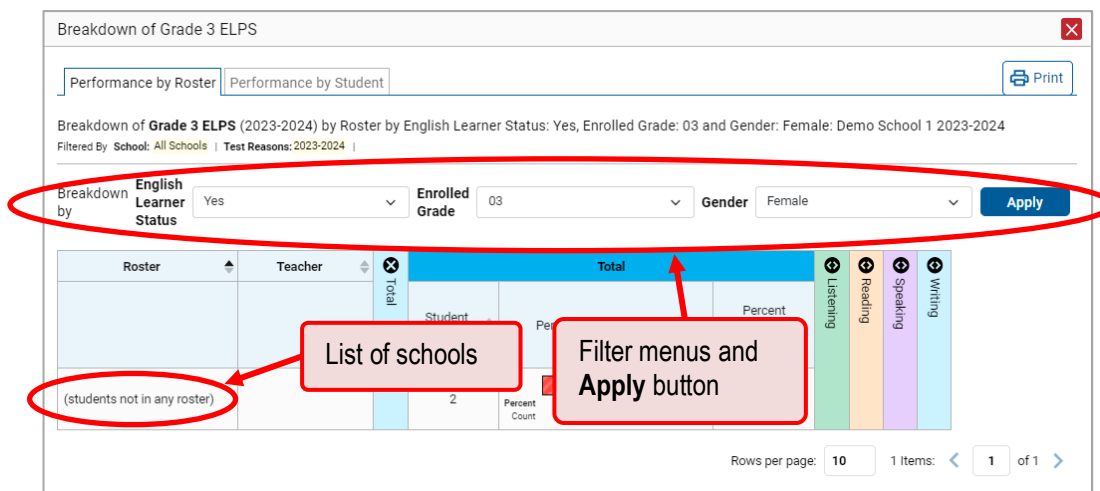 Breakdown of Grade 3 ELPS
Performance by Roster
Performance by Student
Print
Breakdown of Grade 3 ELPS (2023-2024) by Roster by English Learner Status: Yes, Enrolled Grade: 03 and Gender: Female: Demo School 1 2023-2024
Filtered By School: All Schools | Test Reasons: 2023-2024 |
Breakdown by
English Learner Status
Yes
Enrolled Grade
03
Gender
Female
Apply
Roster
Teacher
Total
Total
Listening
Reading
Speaking
Writing
Student
Percent
List of schools
Filter menus and
Apply button
(students not in any roster)
2
Percent
Count
Rows per page: 10
1 Items:
1
of 1